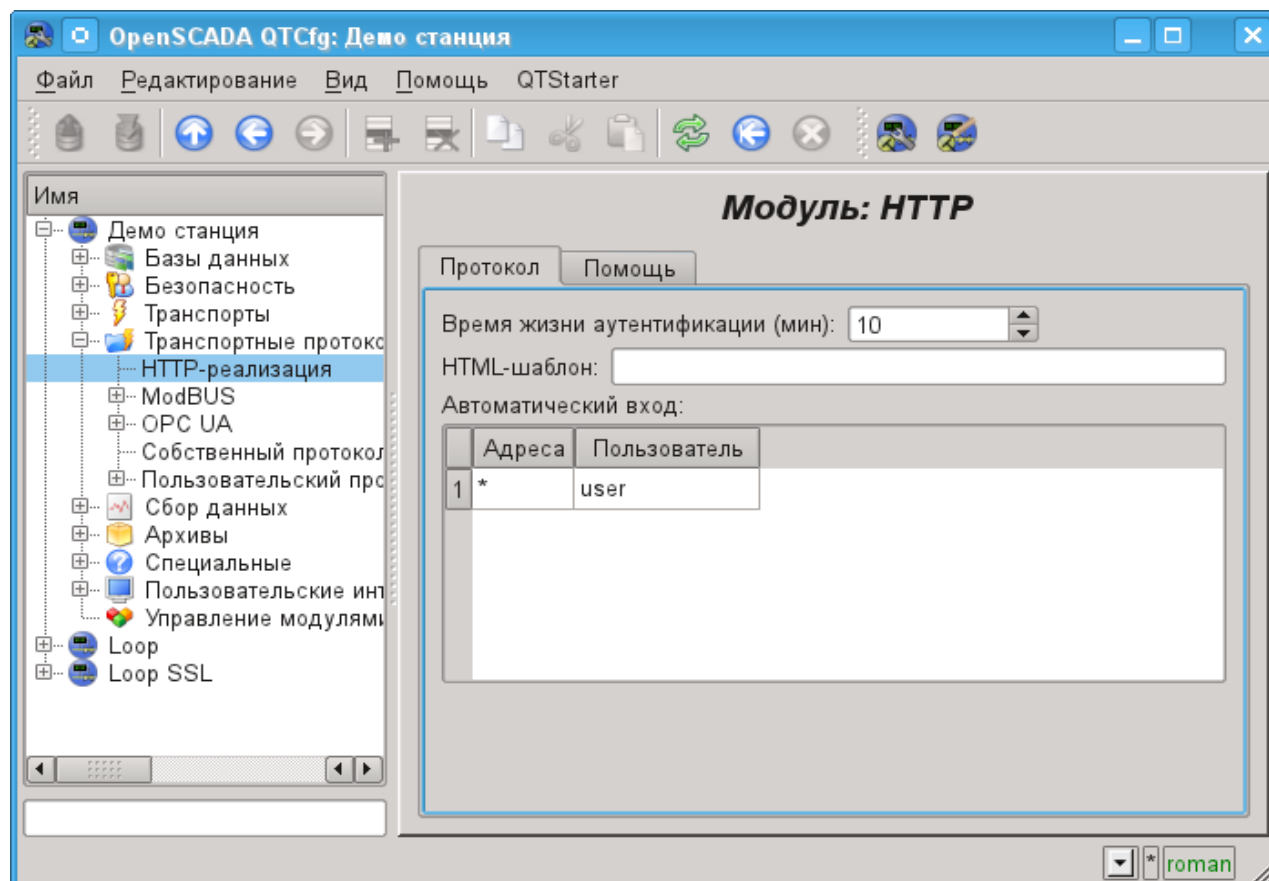 OpenSCADA QTCfg: Демо станция
Файл Редактирование Вид Помощь QTStarter
Имя
Демо станция
Базы данных
Безопасность
Транспорты
Транспортные протокс
HTTP-реализация
ModBUS
OPC UA
Собственный протокол
Пользовательский прс
Сбор данных
Архивы
Специальные
Пользовательские инт
Управление модулями
Loop
Loop SSL
Модуль: HTTP
Протокол Помощь
Время жизни аутентификации (мин): 10
HTML-шаблон:
Автоматический вход:
Адреса Пользователь
1 * user
* roman